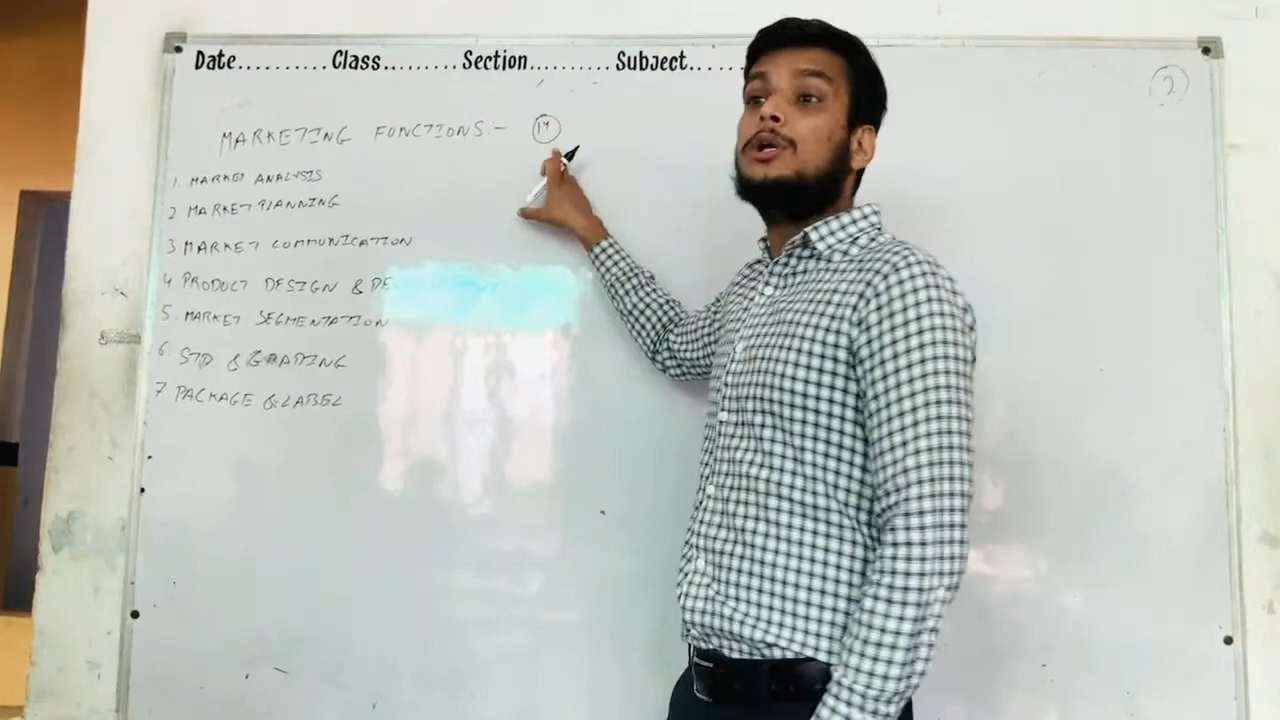 Date.......... Class......... Section.......... Subject......
2
MARKETING FUNCTIONS:- 14
1. MARKET ANALYSIS
2 MARKET PLANNING
3 MARKET COMMUNICATION
4 PRODUCT DESIGN & DE
5. MARKET SEGMENTATION
6. STD & GRADING
7 PACKAGE & LABEL